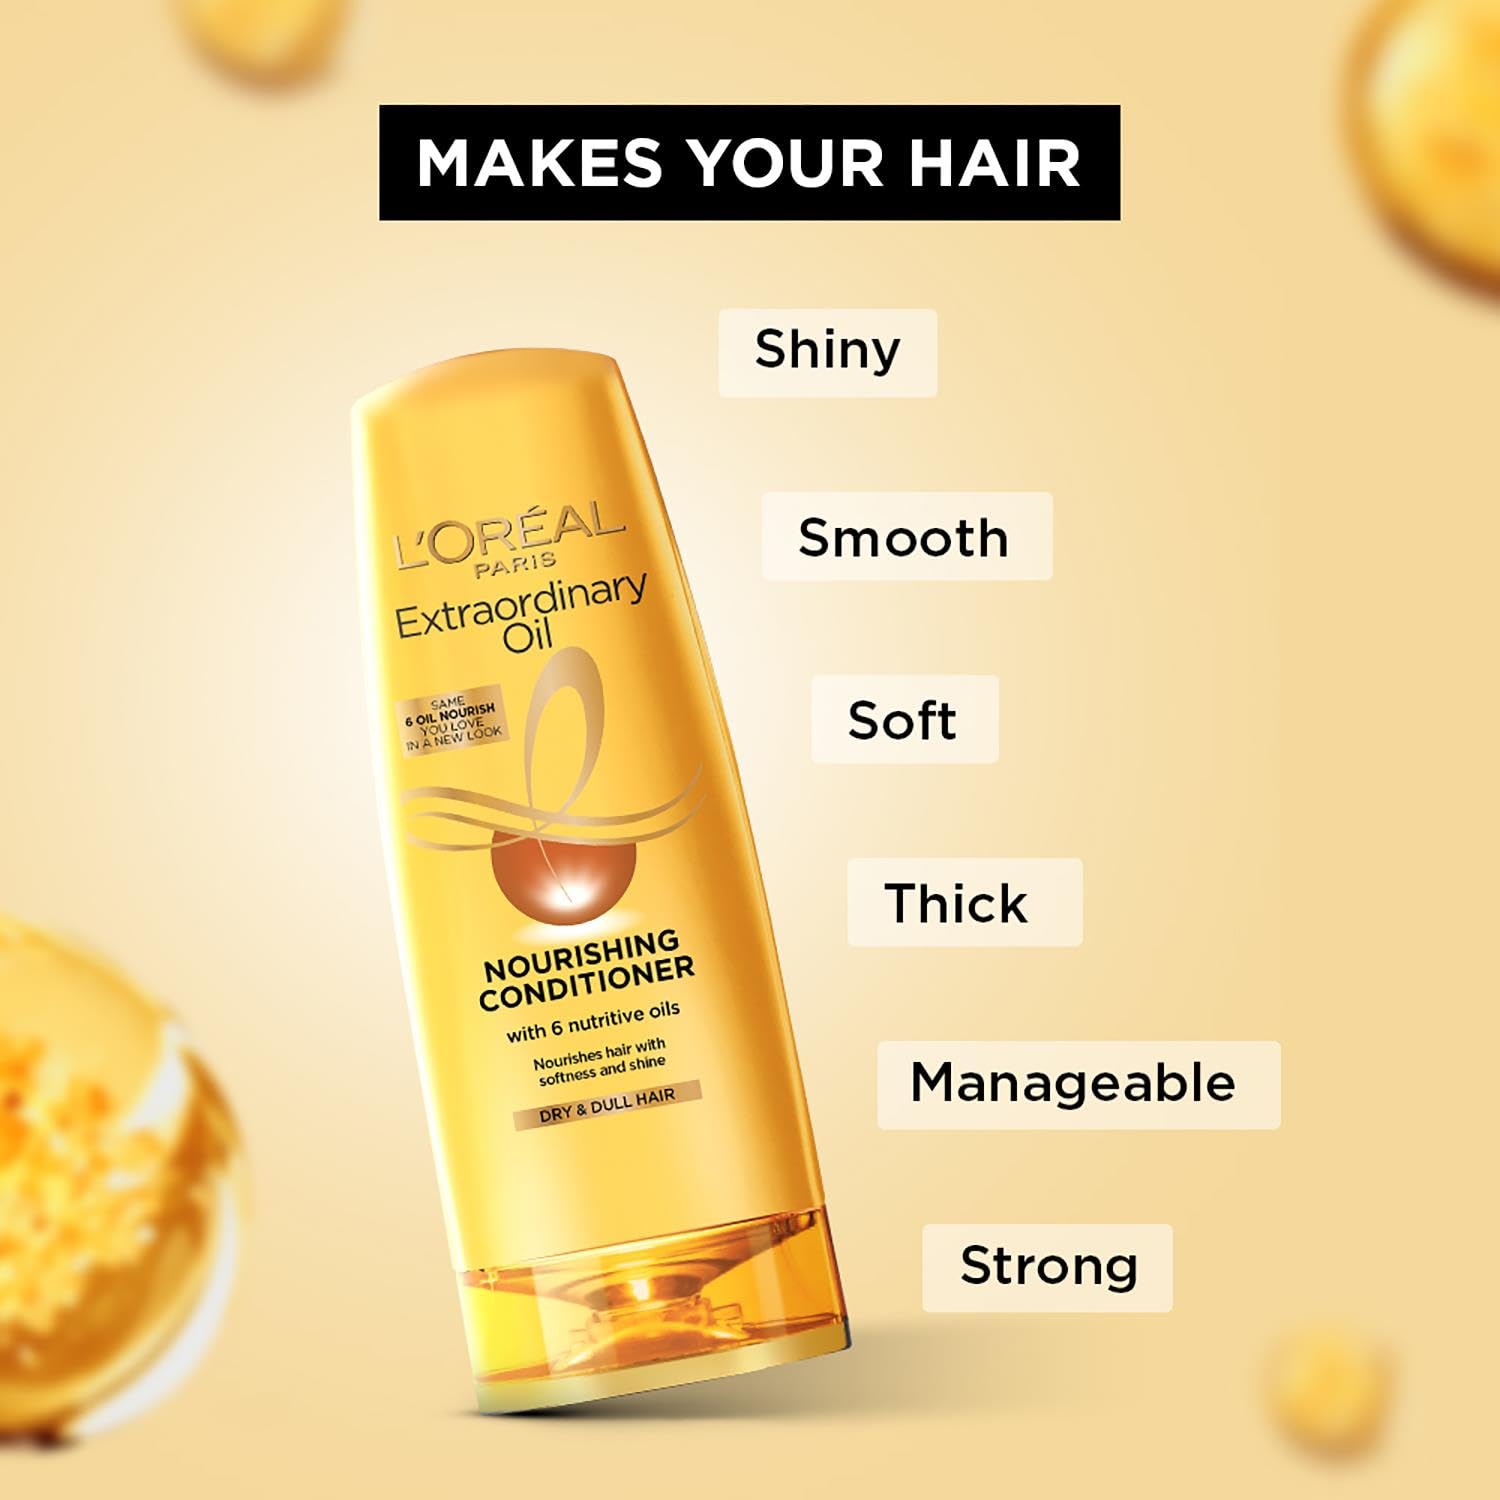 MAKES YOUR HAIR
Shiny
Smooth
Soft
Thick
Manageable
Strong
L'ORÉAL
PARIS
Extraordinary
Oil
SAME
6 OIL NOURISH
YOU LOVE
IN A NEW LOOK
NOURISHING
CONDITIONER
with 6 nutritive oils
Nourishes hair with
softness and shine
DRY & DULL HAIR